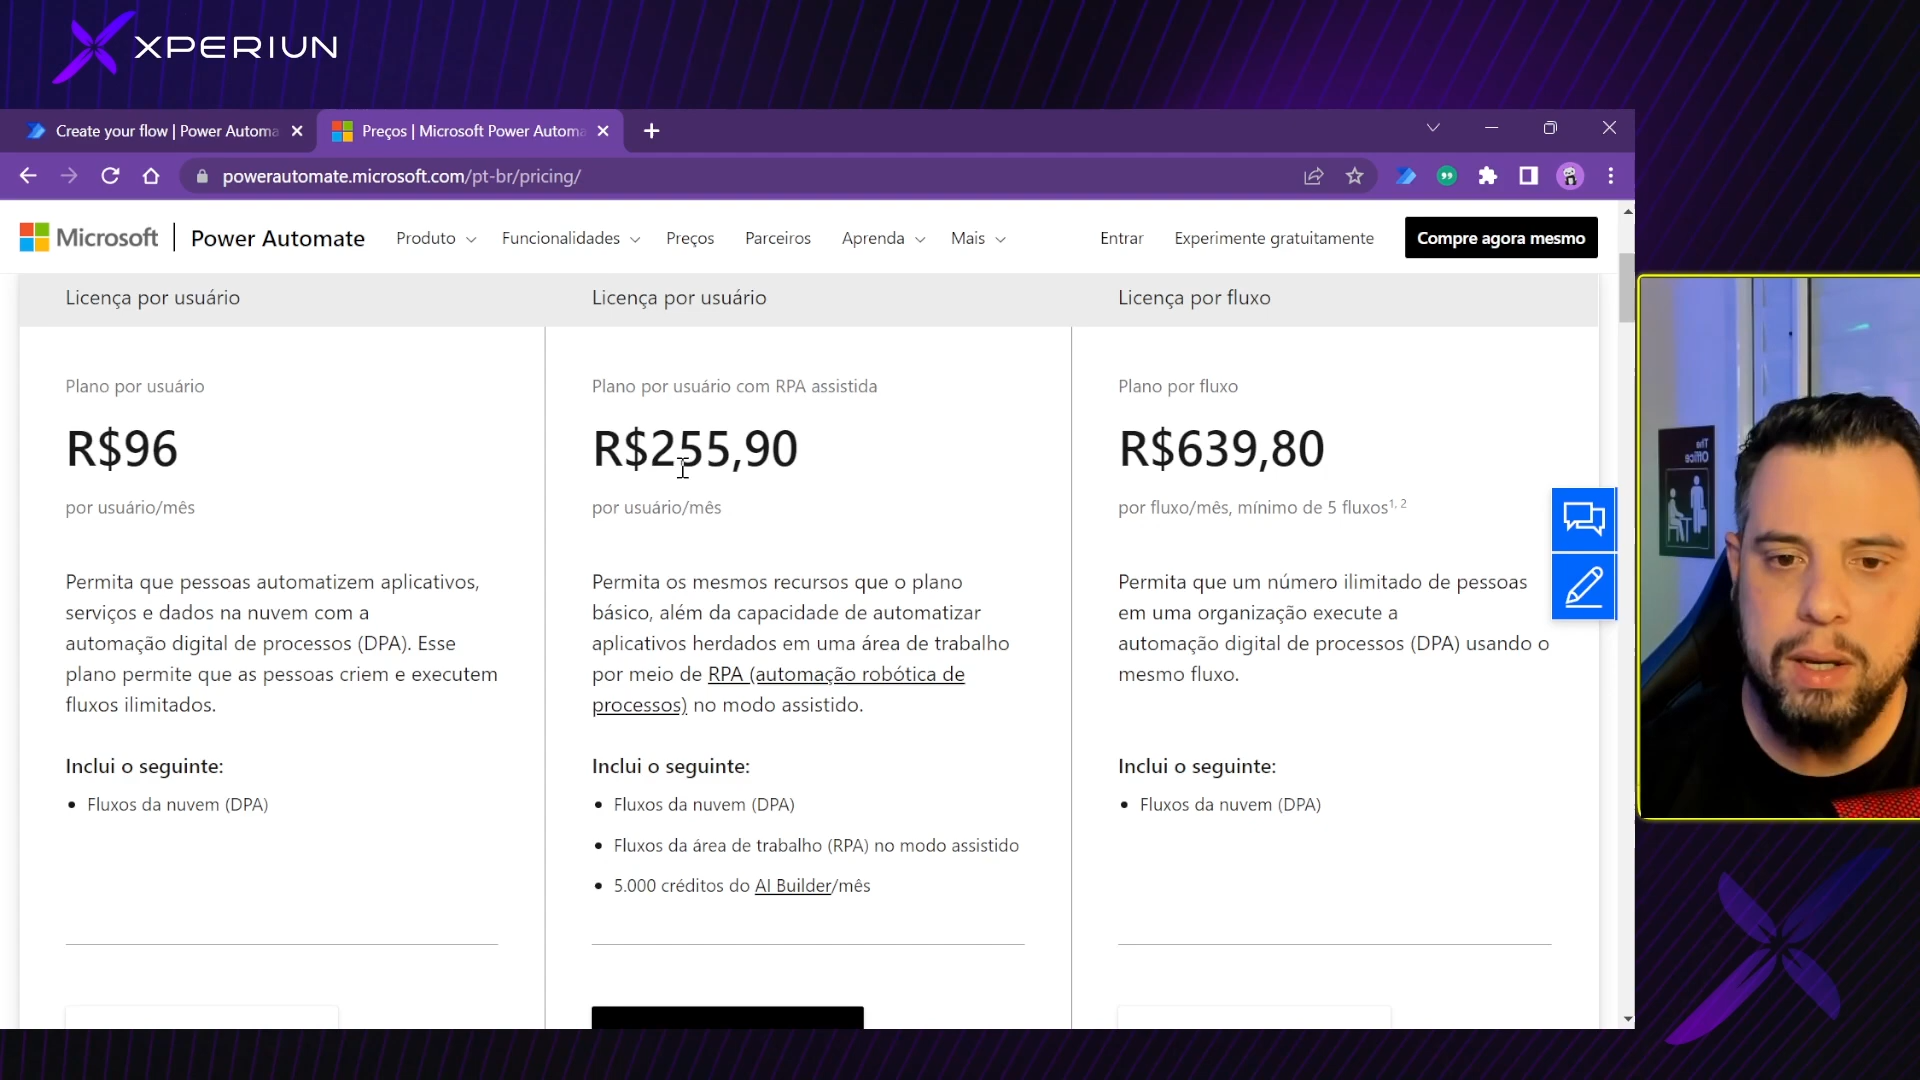 XPERIUN
Create your flow | Power Automa
Preços | Microsoft Power Automa
powerautomate.microsoft.com/pt-br/pricing/
Microsoft | Power Automate
Produto
Funcionalidades
Preços
Parceiros
Aprenda
Mais
Entrar
Experimente gratuitamente
Compre agora mesmo
Licença por usuário
Licença por usuário
Licença por fluxo
Plano por usuário
R$96
por usuário/mês
Permita que pessoas automatizem aplicativos,
serviços e dados na nuvem com a
automação digital de processos (DPA). Esse
plano permite que as pessoas criem e executem
fluxos ilimitados.
Inclui o seguinte:
• Fluxos da nuvem (DPA)
Plano por usuário com RPA assistida
R$255,90
por usuário/mês
Permita os mesmos recursos que o plano
básico, além da capacidade de automatizar
aplicativos herdados em uma área de trabalho
por meio de RPA (automação robótica de
processos) no modo assistido.
Inclui o seguinte:
• Fluxos da nuvem (DPA)
• Fluxos da área de trabalho (RPA) no modo assistido
• 5.000 créditos do AI Builder/mês
Plano por fluxo
R$639,80
por fluxo/mês, mínimo de 5 fluxos1, 2
Permita que um número ilimitado de pessoas
em uma organização execute a
automação digital de processos (DPA) usando o
mesmo fluxo.
Inclui o seguinte:
• Fluxos da nuvem (DPA)
The
Office